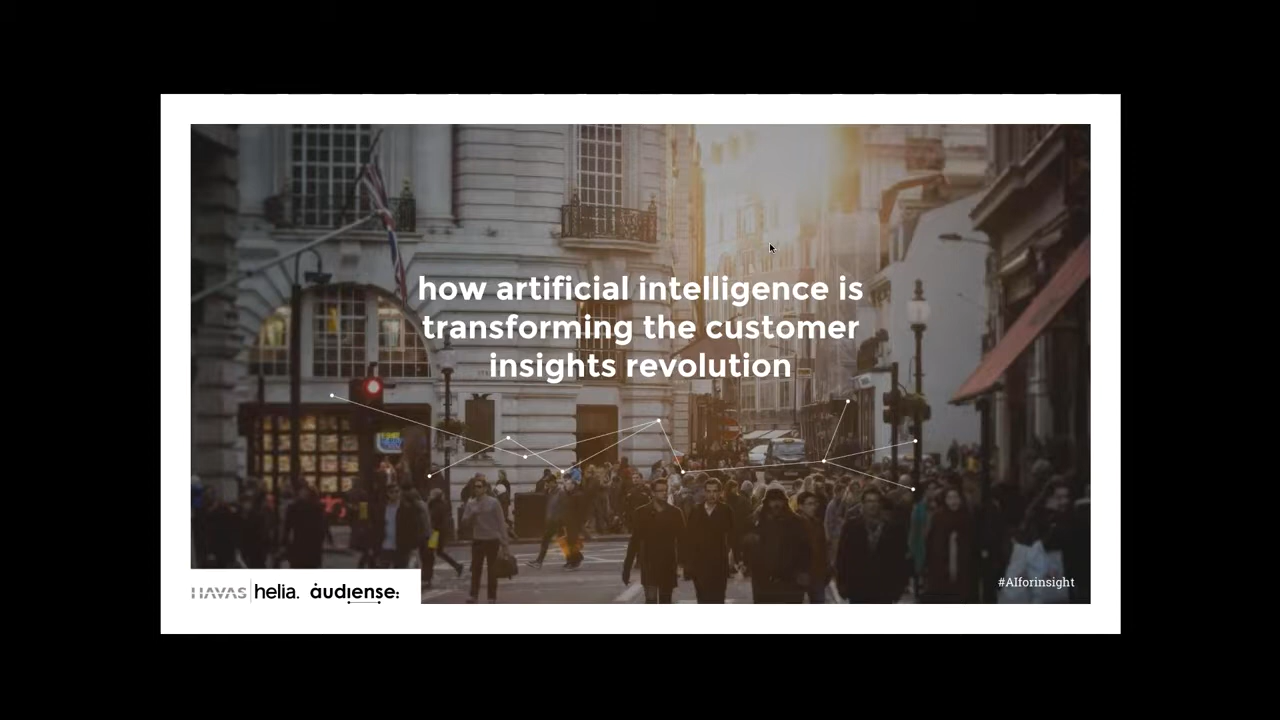 how artificial intelligence is
transforming the customer
insights revolution
HAVAS helia. audiense:
#AIforinsight